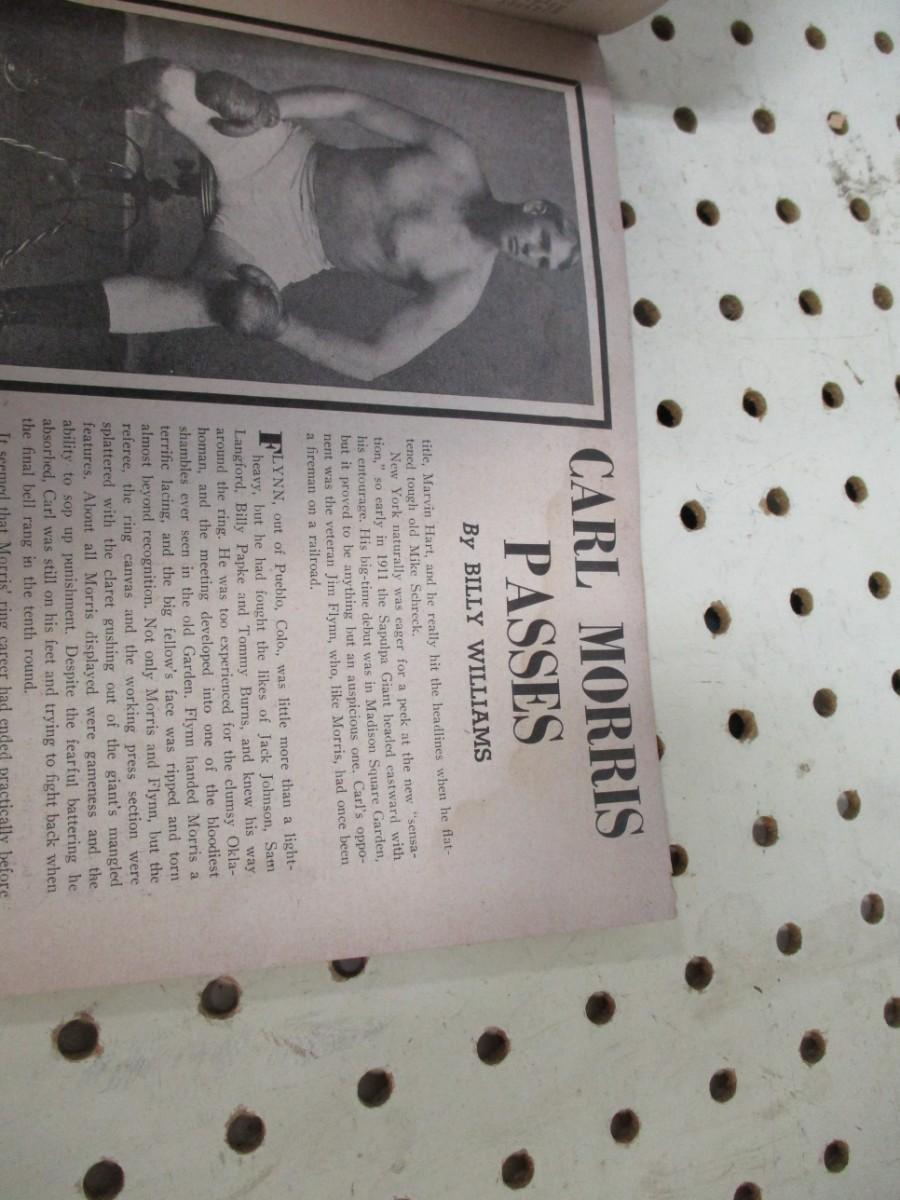 CARL MORRIS
PASSES
By BILLY WILLIAMS
title, Marvin Hart, and he really hit the headlines when he flat-
tened tough old Mike Schreck.
New York naturally was eager for a peek at the new "sensa-
tion," so early in 1911 the Sapulpa Giant headed eastward with
his entourage. His big-time debut was in Madison Square Garden,
but it proved to be anything but an auspicious one. Carl's oppo-
nent was the veteran Jim Flynn, who, like Morris, had once been
a fireman on a railroad.
FLYNN, out of Pueblo, Colo., was little more than a light-
heavy, but he had fought the likes of Jack Johnson, Sam
Langford, Billy Papke and Tommy Burns, and knew his way
around the ring. He was too experienced for the clumsy Okla-
homan, and the meeting developed into one of the bloodiest
shambles ever seen in the old Garden. Flynn handed Morris a
terrific lacing, and the big fellow's face was ripped and torn
almost beyond recognition. Not only Morris and Flynn, but the
referee, the ring canvas and the working press section were
splattered with the claret gushing out of the giant's mangled
features. About all Morris displayed were gameness and the
ability to sop up punishment. Despite the fearful battering he
absorbed, Carl was still on his feet and trying to fight back when
the final bell rang in the tenth round.
It seemed that Morris' ring career had ended practically before